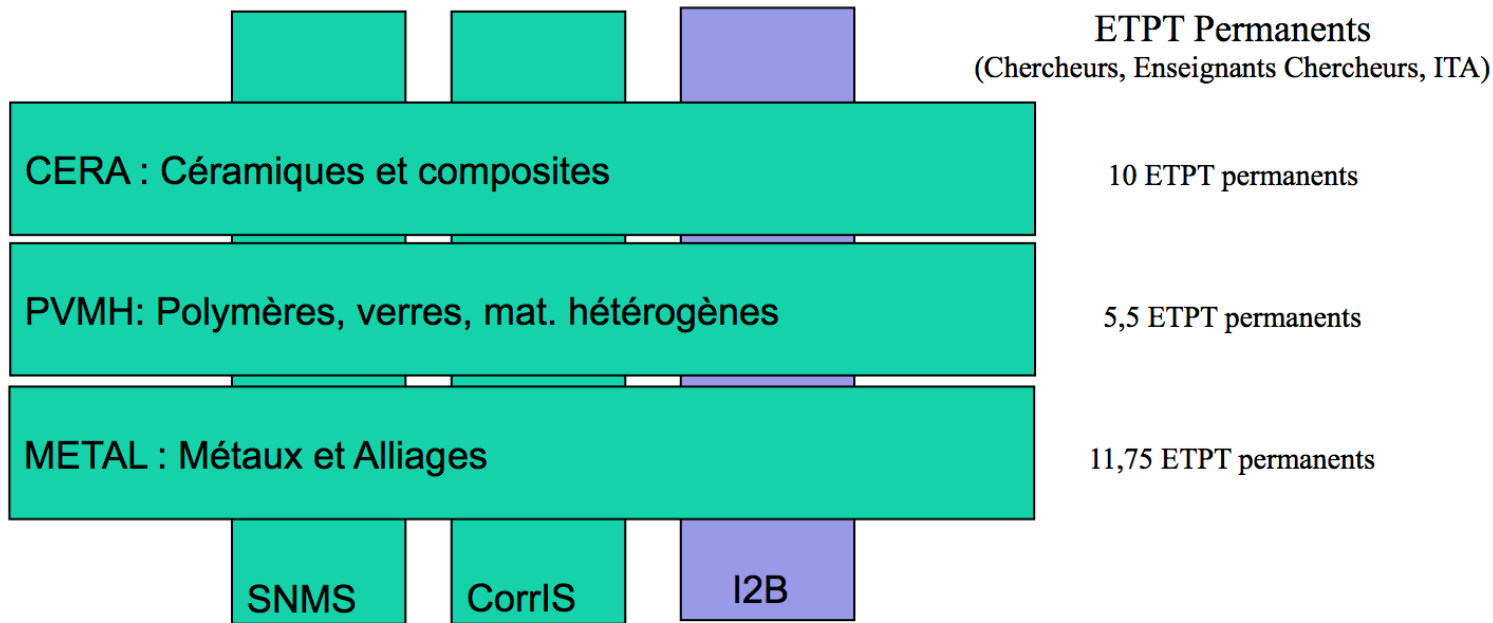 ETPT Permanents
(Chercheurs, Enseignants Chercheurs, ITA)
CERA : Céramiques et composites
10 ETPT permanents
PVMH: Polymères, verres, mat. hétérogènes
5,5 ETPT permanents
METAL : Métaux et Alliages
11,75 ETPT permanents
SNMS
CorrIS
I2B